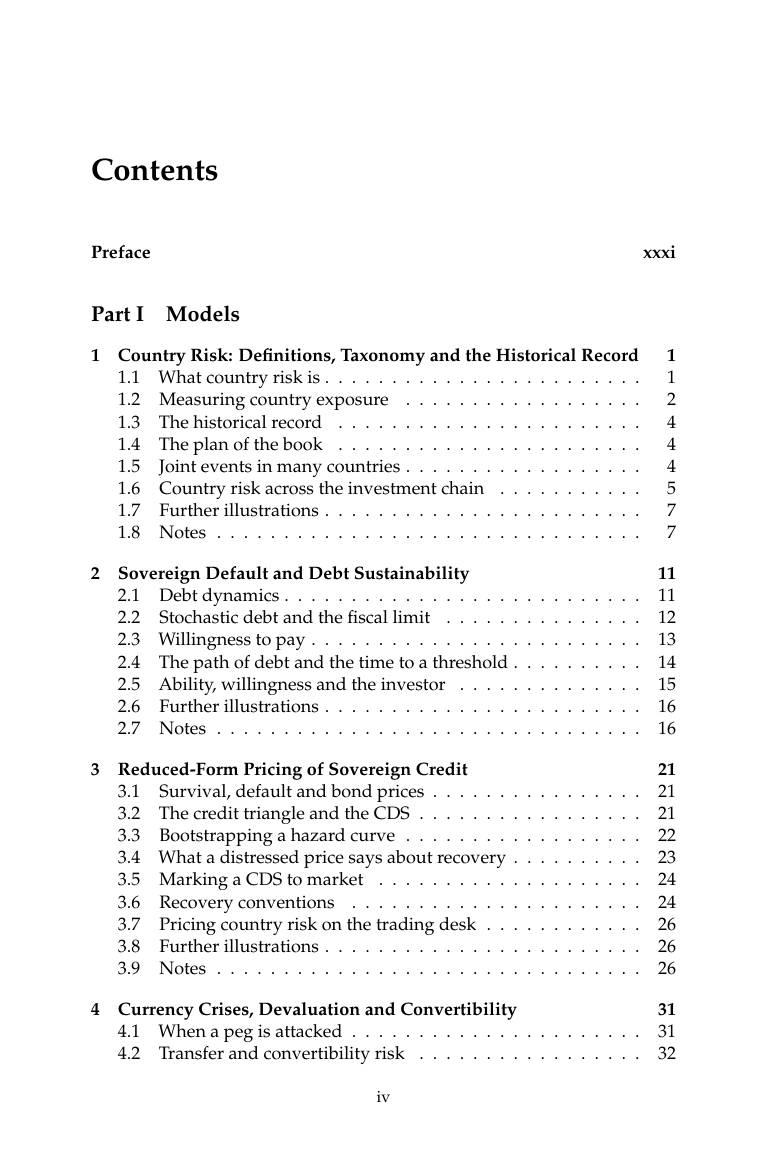 Contents
Preface xxxi
Part I Models
1 Country Risk: Definitions, Taxonomy and the Historical Record 1
1.1 What country risk is . . . . . . . . . . . . . . . . . . . . . . . . 1
1.2 Measuring country exposure . . . . . . . . . . . . . . . . . . 2
1.3 The historical record . . . . . . . . . . . . . . . . . . . . . . . 4
1.4 The plan of the book . . . . . . . . . . . . . . . . . . . . . . . 4
1.5 Joint events in many countries . . . . . . . . . . . . . . . . . . 4
1.6 Country risk across the investment chain . . . . . . . . . . . 5
1.7 Further illustrations . . . . . . . . . . . . . . . . . . . . . . . . 7
1.8 Notes . . . . . . . . . . . . . . . . . . . . . . . . . . . . . . . . 7
2 Sovereign Default and Debt Sustainability 11
2.1 Debt dynamics . . . . . . . . . . . . . . . . . . . . . . . . . . . 11
2.2 Stochastic debt and the fiscal limit . . . . . . . . . . . . . . . 12
2.3 Willingness to pay . . . . . . . . . . . . . . . . . . . . . . . . . 13
2.4 The path of debt and the time to a threshold . . . . . . . . . . 14
2.5 Ability, willingness and the investor . . . . . . . . . . . . . . 15
2.6 Further illustrations . . . . . . . . . . . . . . . . . . . . . . . . 16
2.7 Notes . . . . . . . . . . . . . . . . . . . . . . . . . . . . . . . . 16
3 Reduced-Form Pricing of Sovereign Credit 21
3.1 Survival, default and bond prices . . . . . . . . . . . . . . . . 21
3.2 The credit triangle and the CDS . . . . . . . . . . . . . . . . . 21
3.3 Bootstrapping a hazard curve . . . . . . . . . . . . . . . . . . 22
3.4 What a distressed price says about recovery . . . . . . . . . . 23
3.5 Marking a CDS to market . . . . . . . . . . . . . . . . . . . . 24
3.6 Recovery conventions . . . . . . . . . . . . . . . . . . . . . . 24
3.7 Pricing country risk on the trading desk . . . . . . . . . . . . 26
3.8 Further illustrations . . . . . . . . . . . . . . . . . . . . . . . . 26
3.9 Notes . . . . . . . . . . . . . . . . . . . . . . . . . . . . . . . . 26
4 Currency Crises, Devaluation and Convertibility 31
4.1 When a peg is attacked . . . . . . . . . . . . . . . . . . . . . . 31
4.2 Transfer and convertibility risk . . . . . . . . . . . . . . . . . 32
iv